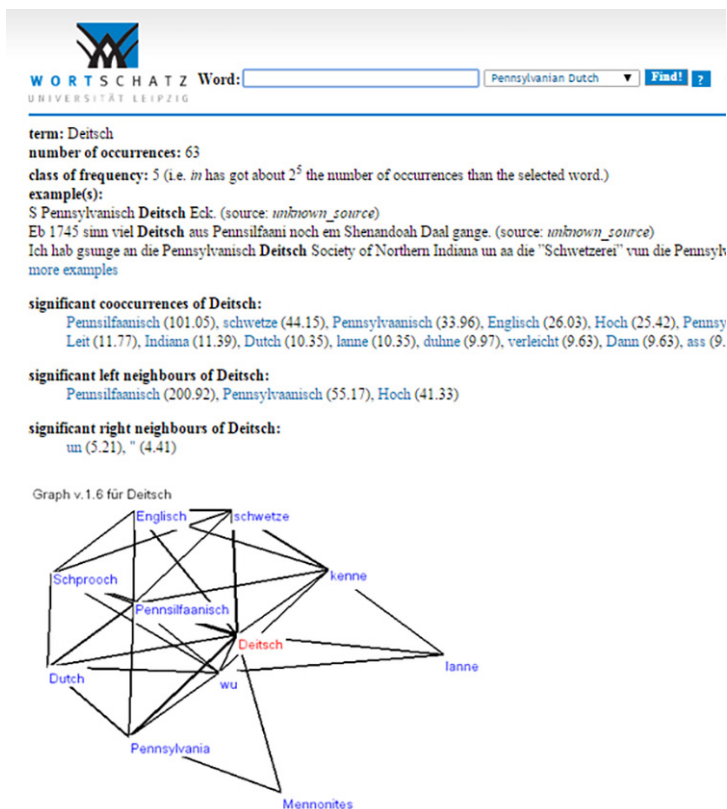 WORTSCHATZ
UNIVERSITÄT LEIPZIG
Word: Pennsylvanian Dutch ▼ Find! ?
term: Deitsch
number of occurrences: 63
class of frequency: 5 (i.e. in has got about 2⁵ the number of occurrences than the selected word.)
example(s):
S Pennsylvanisch Deitsch Eck. (source: unknown_source)
Eb 1745 sinn viel Deitsch aus Pennsilfaani noch em Shenandoah Daal gange. (source: unknown_source)
Ich hab gsunge an die Pennsylvanisch Deitsch Society of Northern Indiana un aa die "Schwetzerei" vun die Pennsylv
more examples
significant cooccurrences of Deitsch:
Pennsilfaanisch (101.05), schwetze (44.15), Pennsylvaanisch (33.96), Englisch (26.03), Hoch (25.42), Pennsy
Leit (11.77), Indiana (11.39), Dutch (10.35), lanne (10.35), duhne (9.97), verleicht (9.63), Dann (9.63), ass (9.
significant left neighbours of Deitsch:
Pennsilfaanisch (200.92), Pennsylvaanisch (55.17), Hoch (41.33)
significant right neighbours of Deitsch:
un (5.21), " (4.41)
Graph v.1.6 für Deitsch
Englisch
schwetze
Schprooch
kenne
Pennsilfaanisch
Deitsch
lanne
Dutch
wu
Pennsylvania
Mennonites